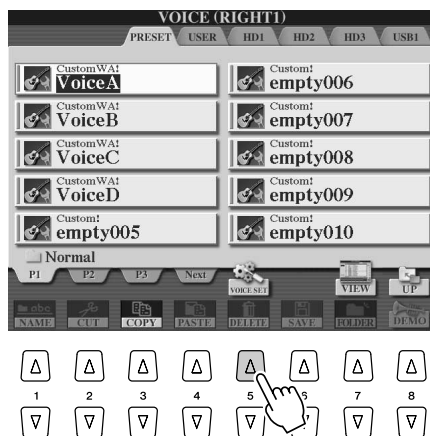 VOICE (RIGHT1)
PRESET USER HD1 HD2 HD3 USB1
CustomWA!
VoiceA
CustomWA!
VoiceB
CustomWA!
VoiceC
CustomWA!
VoiceD
Custom!
empty005
Custom!
empty006
Custom!
empty007
Custom!
empty008
Custom!
empty009
Custom!
empty010
Normal
P1 P2 P3 Next VOICE SET VIEW UP
abc
NAME CUT COPY PASTE DELETE SAVE FOLDER DEMO
1 2 3 4 5 6 7 8